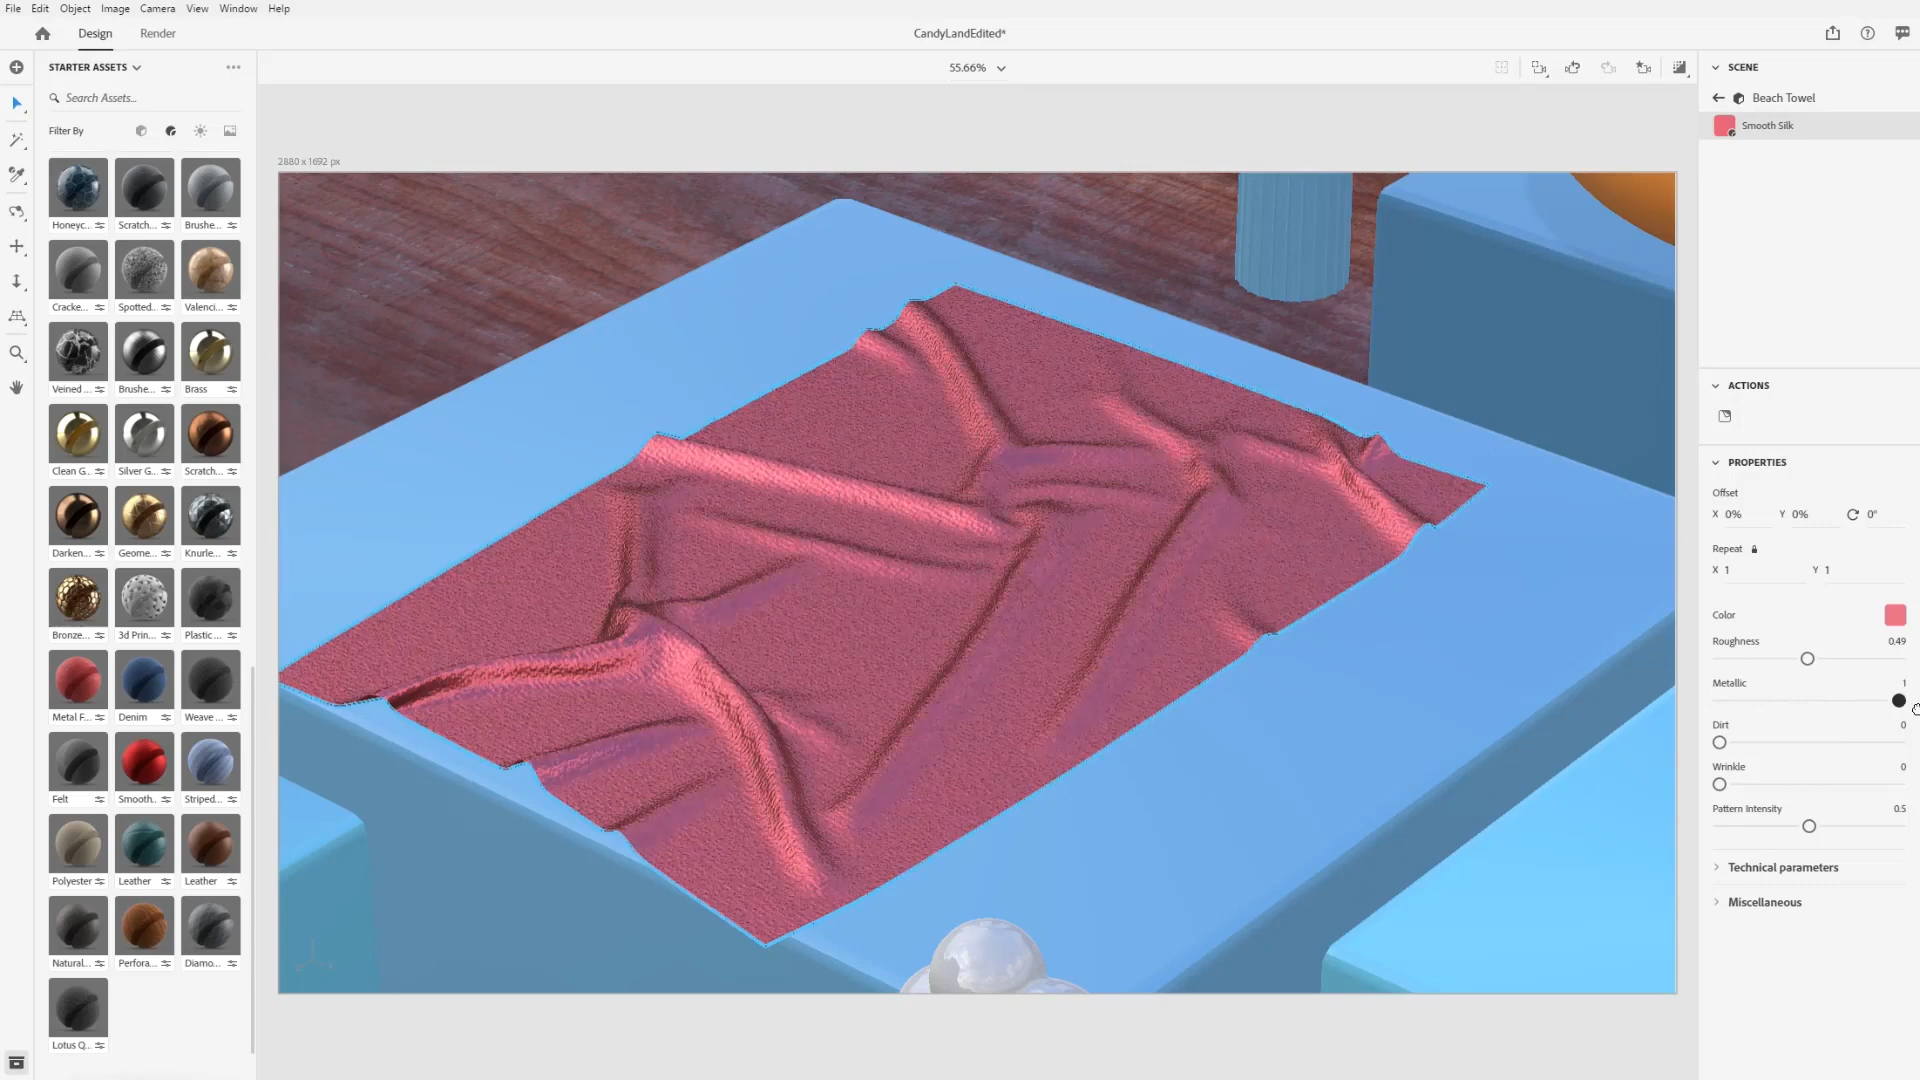 File Edit Object Image Camera View Window Help
Design Render CandyLandEdited*
STARTER ASSETS
Search Assets...
Filter By
Honeyc... Scratch... Brushe...
Cracke... Spotted... Valenci...
Veined ... Brushe... Brass
Clean G... Silver G... Scratch...
Darken... Geome... Knurle...
Bronze... 3d Prin... Plastic ...
Metal F... Denim Weave ...
Felt Smooth... Striped...
Polyester Leather Leather
Natural... Perfora... Diamo...
Lotus Q...
55.66%
2880 x 1692 px
SCENE
Beach Towel
Smooth Silk
ACTIONS
PROPERTIES
Offset
X 0% Y 0% 0°
Repeat
X 1 Y 1
Color
Roughness 0.49
Metallic 1
Dirt 0
Wrinkle 0
Pattern Intensity 0.5
Technical parameters
Miscellaneous